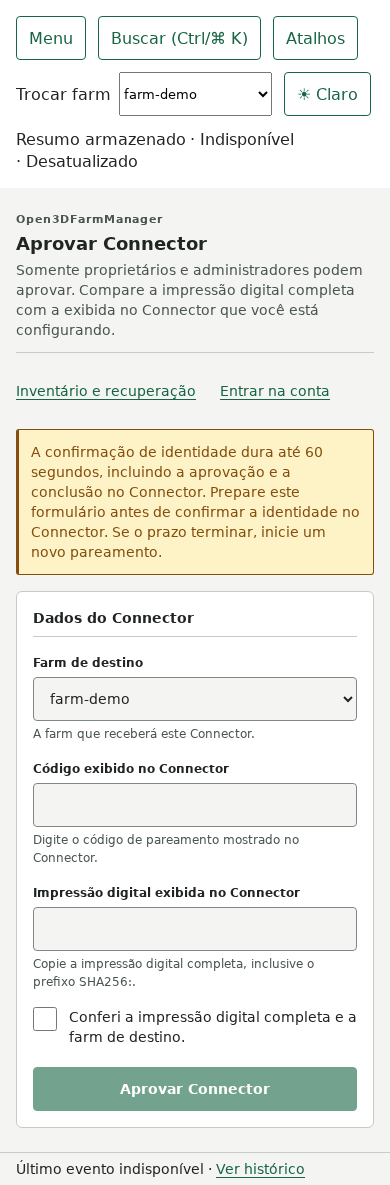 Menu
Buscar (Ctrl/⌘ K)
Atalhos
Trocar farm
farm-demo
☀ Claro
Resumo armazenado · Indisponível
· Desatualizado
Open3DFarmManager
Aprovar Connector
Somente proprietários e administradores podem
aprovar. Compare a impressão digital completa
com a exibida no Connector que você está
configurando.
Inventário e recuperação
Entrar na conta
A confirmação de identidade dura até 60
segundos, incluindo a aprovação e a
conclusão no Connector. Prepare este
formulário antes de confirmar a identidade no
Connector. Se o prazo terminar, inicie um
novo pareamento.
Dados do Connector
Farm de destino
farm-demo
A farm que receberá este Connector.
Código exibido no Connector
Digite o código de pareamento mostrado no
Connector.
Impressão digital exibida no Connector
Copie a impressão digital completa, inclusive o
prefixo SHA256:.
Conferi a impressão digital completa e a
farm de destino.
Aprovar Connector
Último evento indisponível · Ver histórico